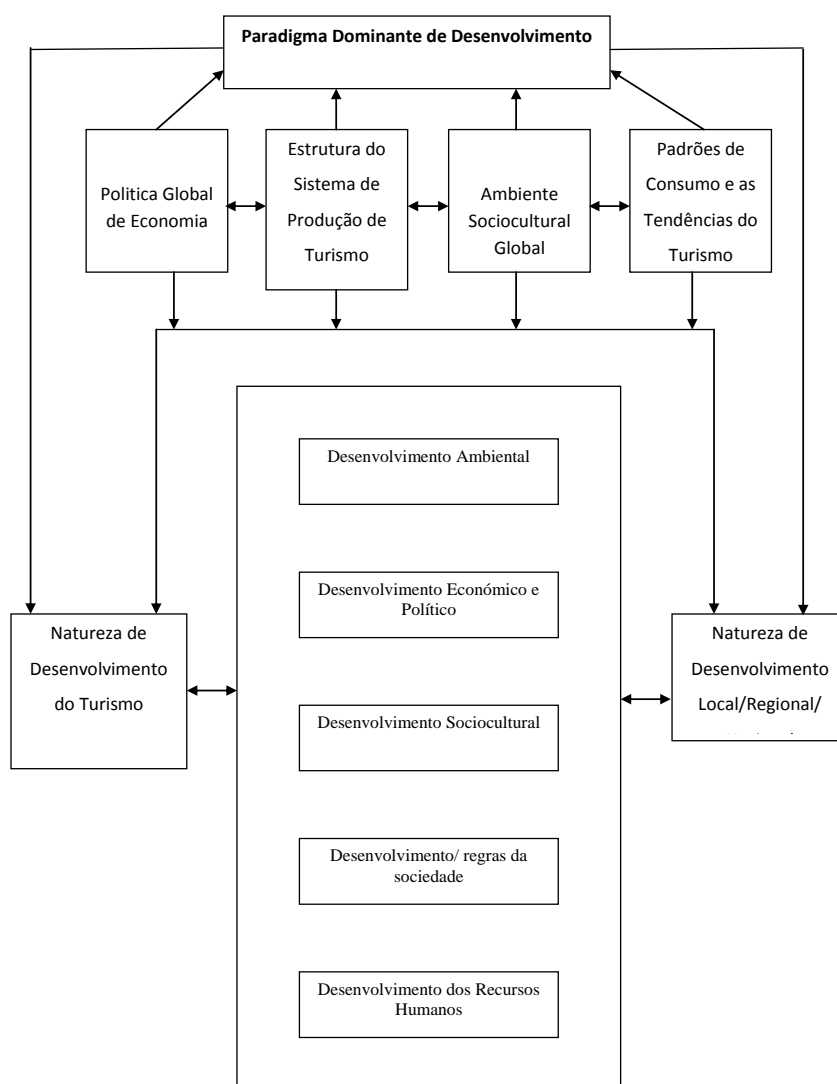 Paradigma Dominante de Desenvolvimento
Politica Global
de Economia
Estrutura do
Sistema de
Produção de
Turismo
Ambiente
Sociocultural
Global
Padrões de
Consumo e as
Tendências do
Turismo
Desenvolvimento Ambiental
Desenvolvimento Económico e
Político
Desenvolvimento Sociocultural
Desenvolvimento/ regras da
sociedade
Desenvolvimento dos Recursos
Humanos
Natureza de
Desenvolvimento
do Turismo
Natureza de
Desenvolvimento
Local/Regional/